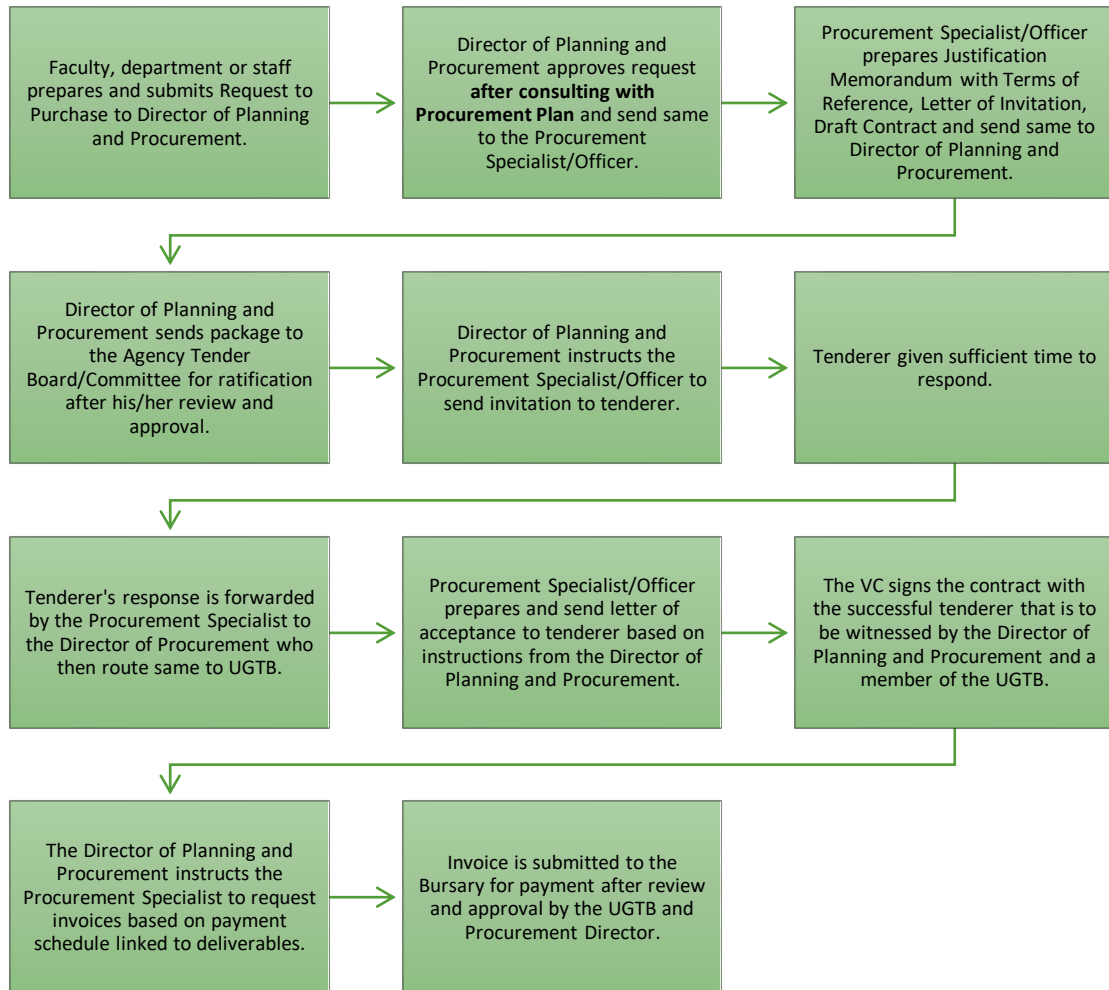 Faculty, department or staff
prepares and submits Request to
Purchase to Director of Planning
and Procurement.
Director of Planning and
Procurement approves request
after consulting with
Procurement Plan and send same
to the Procurement
Specialist/Officer.
Procurement Specialist/Officer
prepares Justification
Memorandum with Terms of
Reference, Letter of Invitation,
Draft Contract and send same to
Director of Planning and
Procurement.
Director of Planning and
Procurement sends package to
the Agency Tender
Board/Committee for ratification
after his/her review and
approval.
Director of Planning and
Procurement instructs the
Procurement Specialist/Officer to
send invitation to tenderer.
Tenderer given sufficient time to
respond.
Tenderer's response is forwarded
by the Procurement Specialist to
the Director of Procurement who
then route same to UGTB.
Procurement Specialist/Officer
prepares and send letter of
acceptance to tenderer based on
instructions from the Director of
Planning and Procurement.
The VC signs the contract with
the successful tenderer that is to
be witnessed by the Director of
Planning and Procurement and a
member of the UGTB.
The Director of Planning and
Procurement instructs the
Procurement Specialist to request
invoices based on payment
schedule linked to deliverables.
Invoice is submitted to the
Bursary for payment after review
and approval by the UGTB and
Procurement Director.